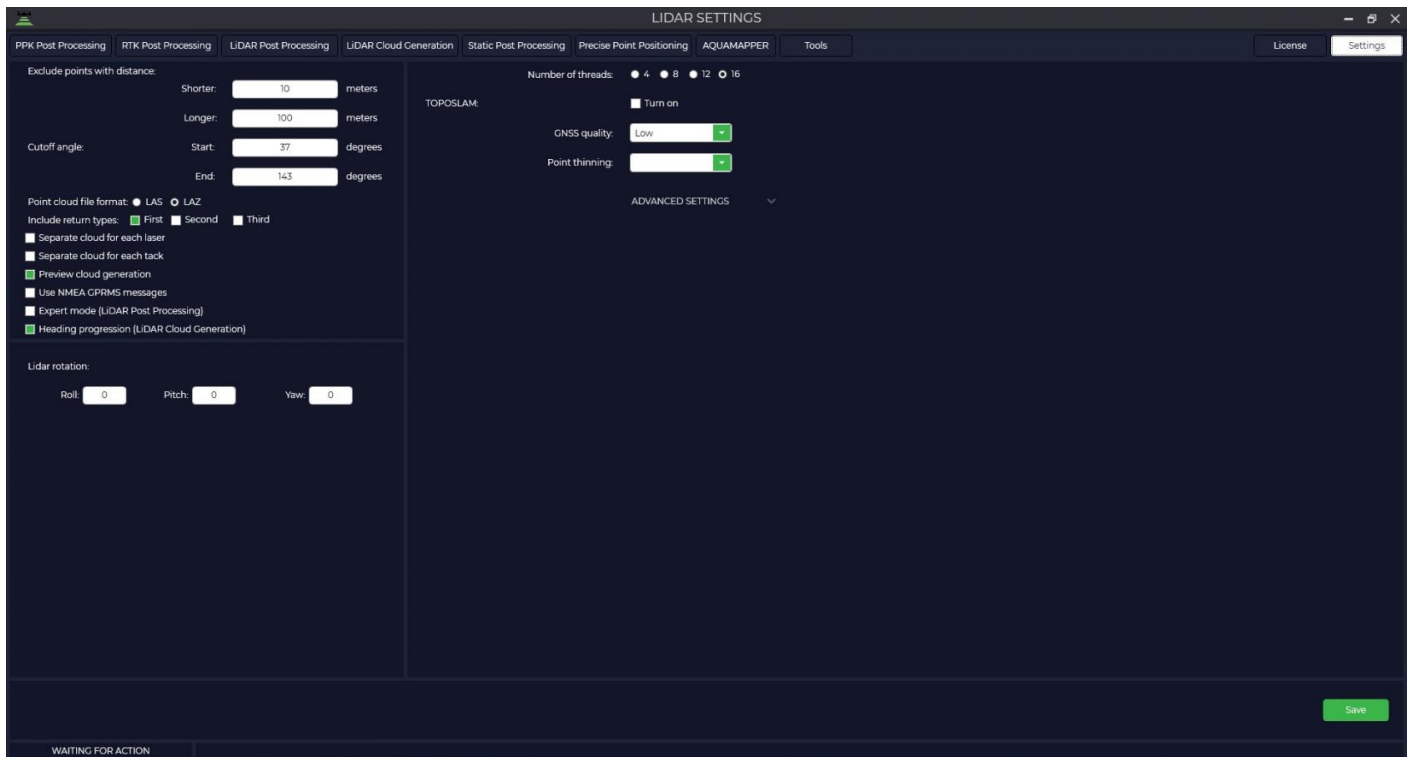 LIDAR SETTINGS
PPK Post Processing RTK Post Processing LiDAR Post Processing LiDAR Cloud Generation Static Post Processing Precise Point Positioning AQUAMAPPER Tools License Settings
Exclude points with distance:
Shorter: 10 meters
Longer: 100 meters
Cutoff angle: Start: 37 degrees
End: 143 degrees
Point cloud file format: LAS LAZ
Include return types: First Second Third
Separate cloud for each laser
Separate cloud for each tack
Preview cloud generation
Use NMEA GPRMS messages
Expert mode (LiDAR Post Processing)
Heading progression (LiDAR Cloud Generation)
Lidar rotation:
Roll: 0 Pitch: 0 Yaw: 0
Number of threads: 4 8 12 16
TOPOSLAM: Turn on
GNSS quality: Low
Point thinning:
ADVANCED SETTINGS
Save
WAITING FOR ACTION